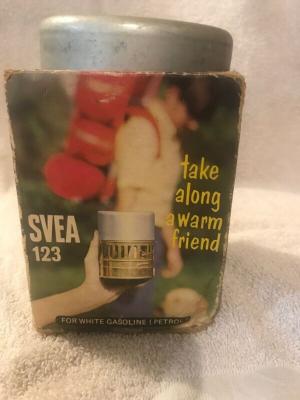 take
along
a warm
friend
SVEA
123
FOR WHITE GASOLINE (PETROL